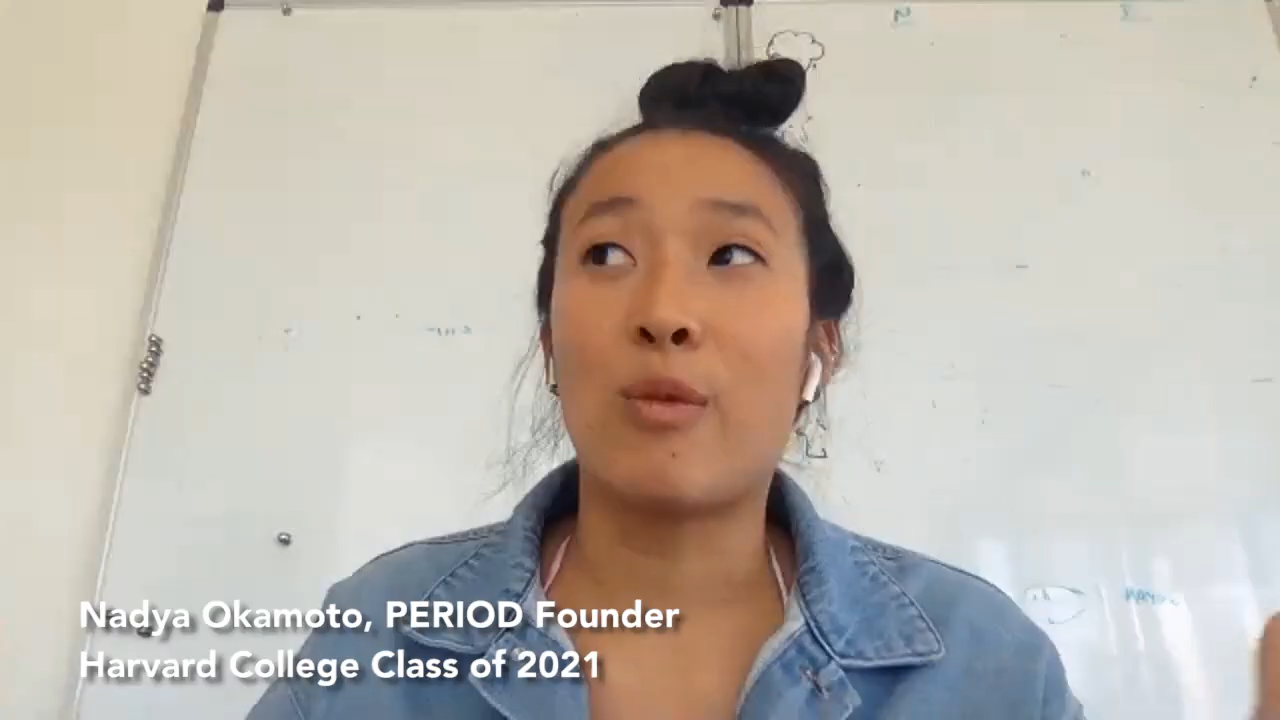 Nadya Okamoto, PERIOD Founder
Harvard College Class of 2021